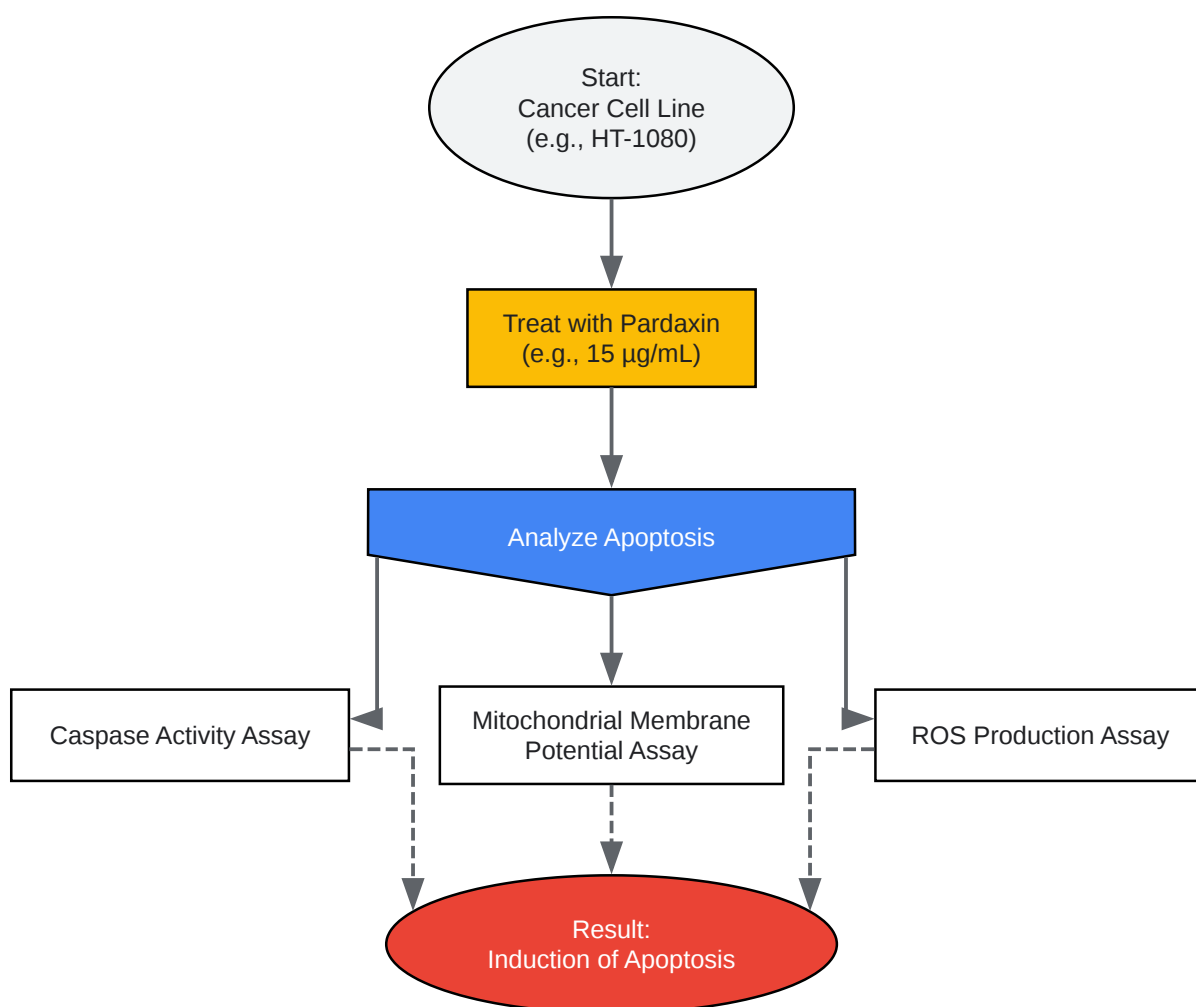 Start:
Cancer Cell Line
(e.g., HT-1080)
Treat with Pardaxin
(e.g., 15 µg/mL)
Analyze Apoptosis
Caspase Activity Assay
Mitochondrial Membrane
Potential Assay
ROS Production Assay
Result:
Induction of Apoptosis